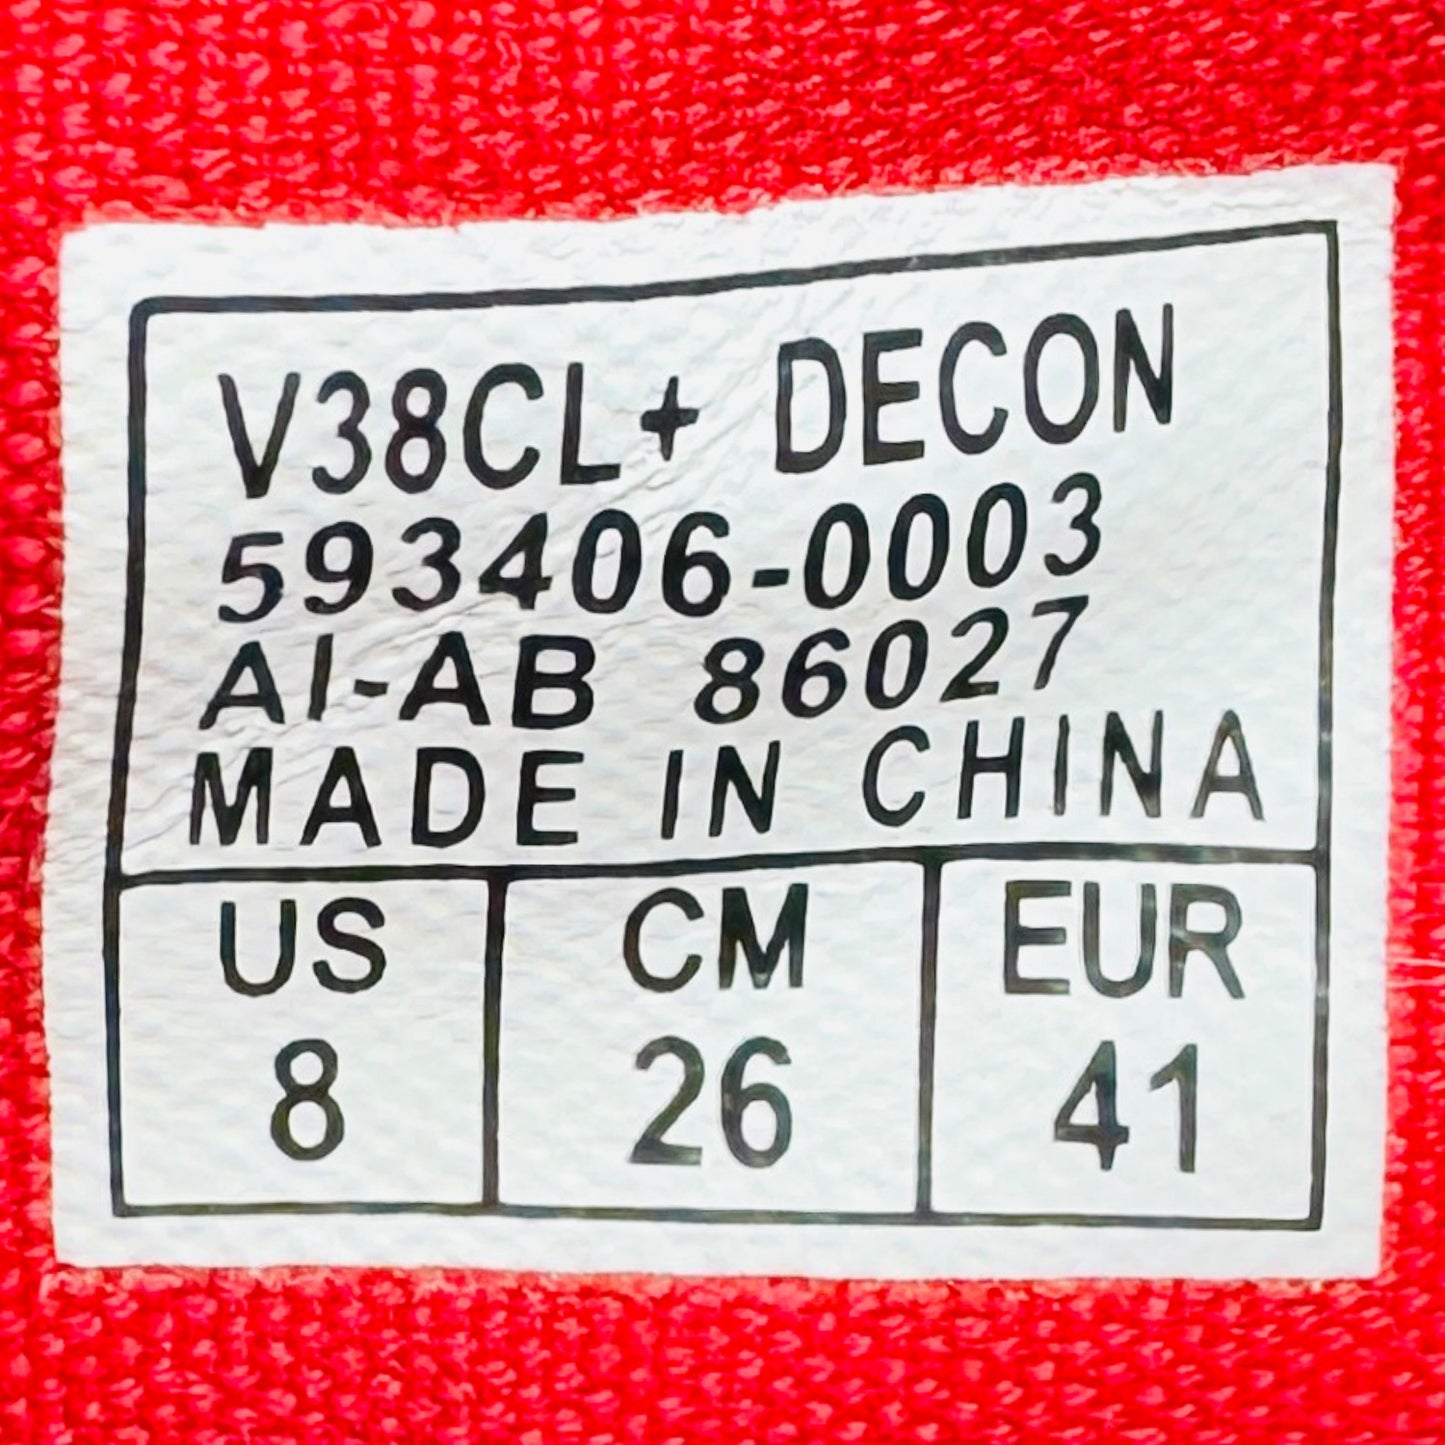 V38CL+ DECON
593406-0003
AI-AB 86027
MADE IN CHINA
US CM EUR
8 26 41